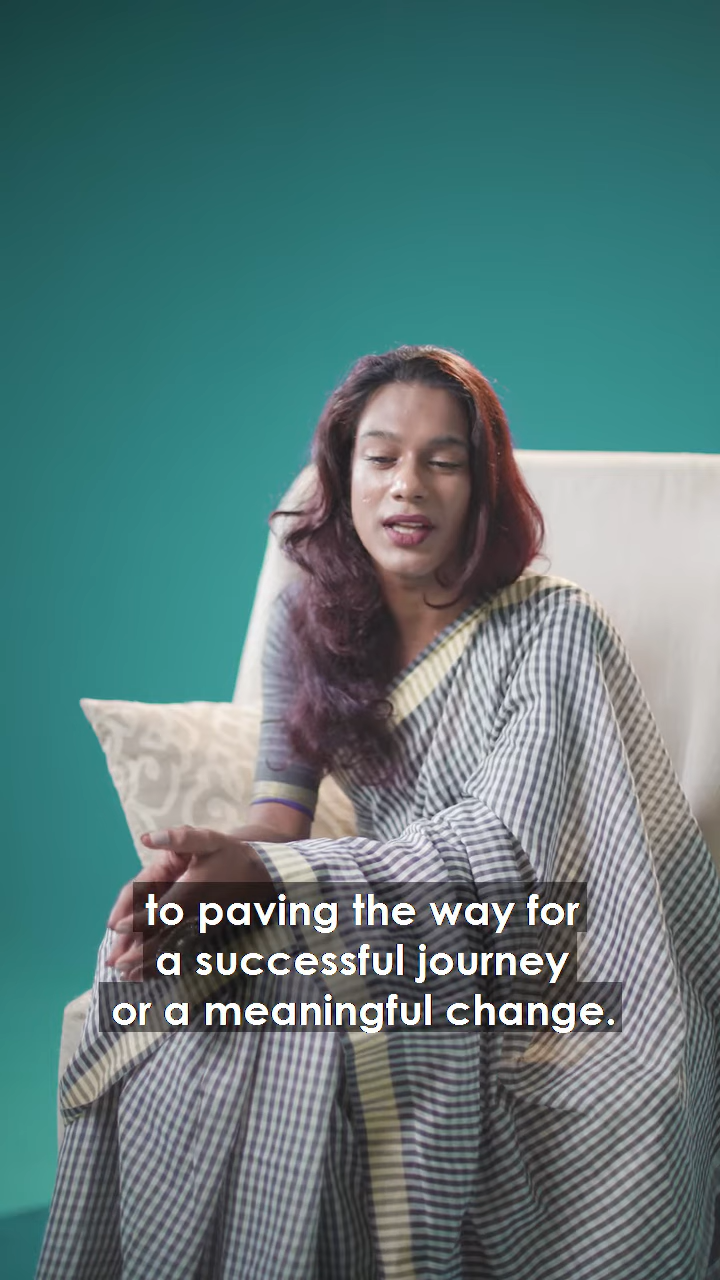 to paving the way for
a successful journey
or a meaningful change.